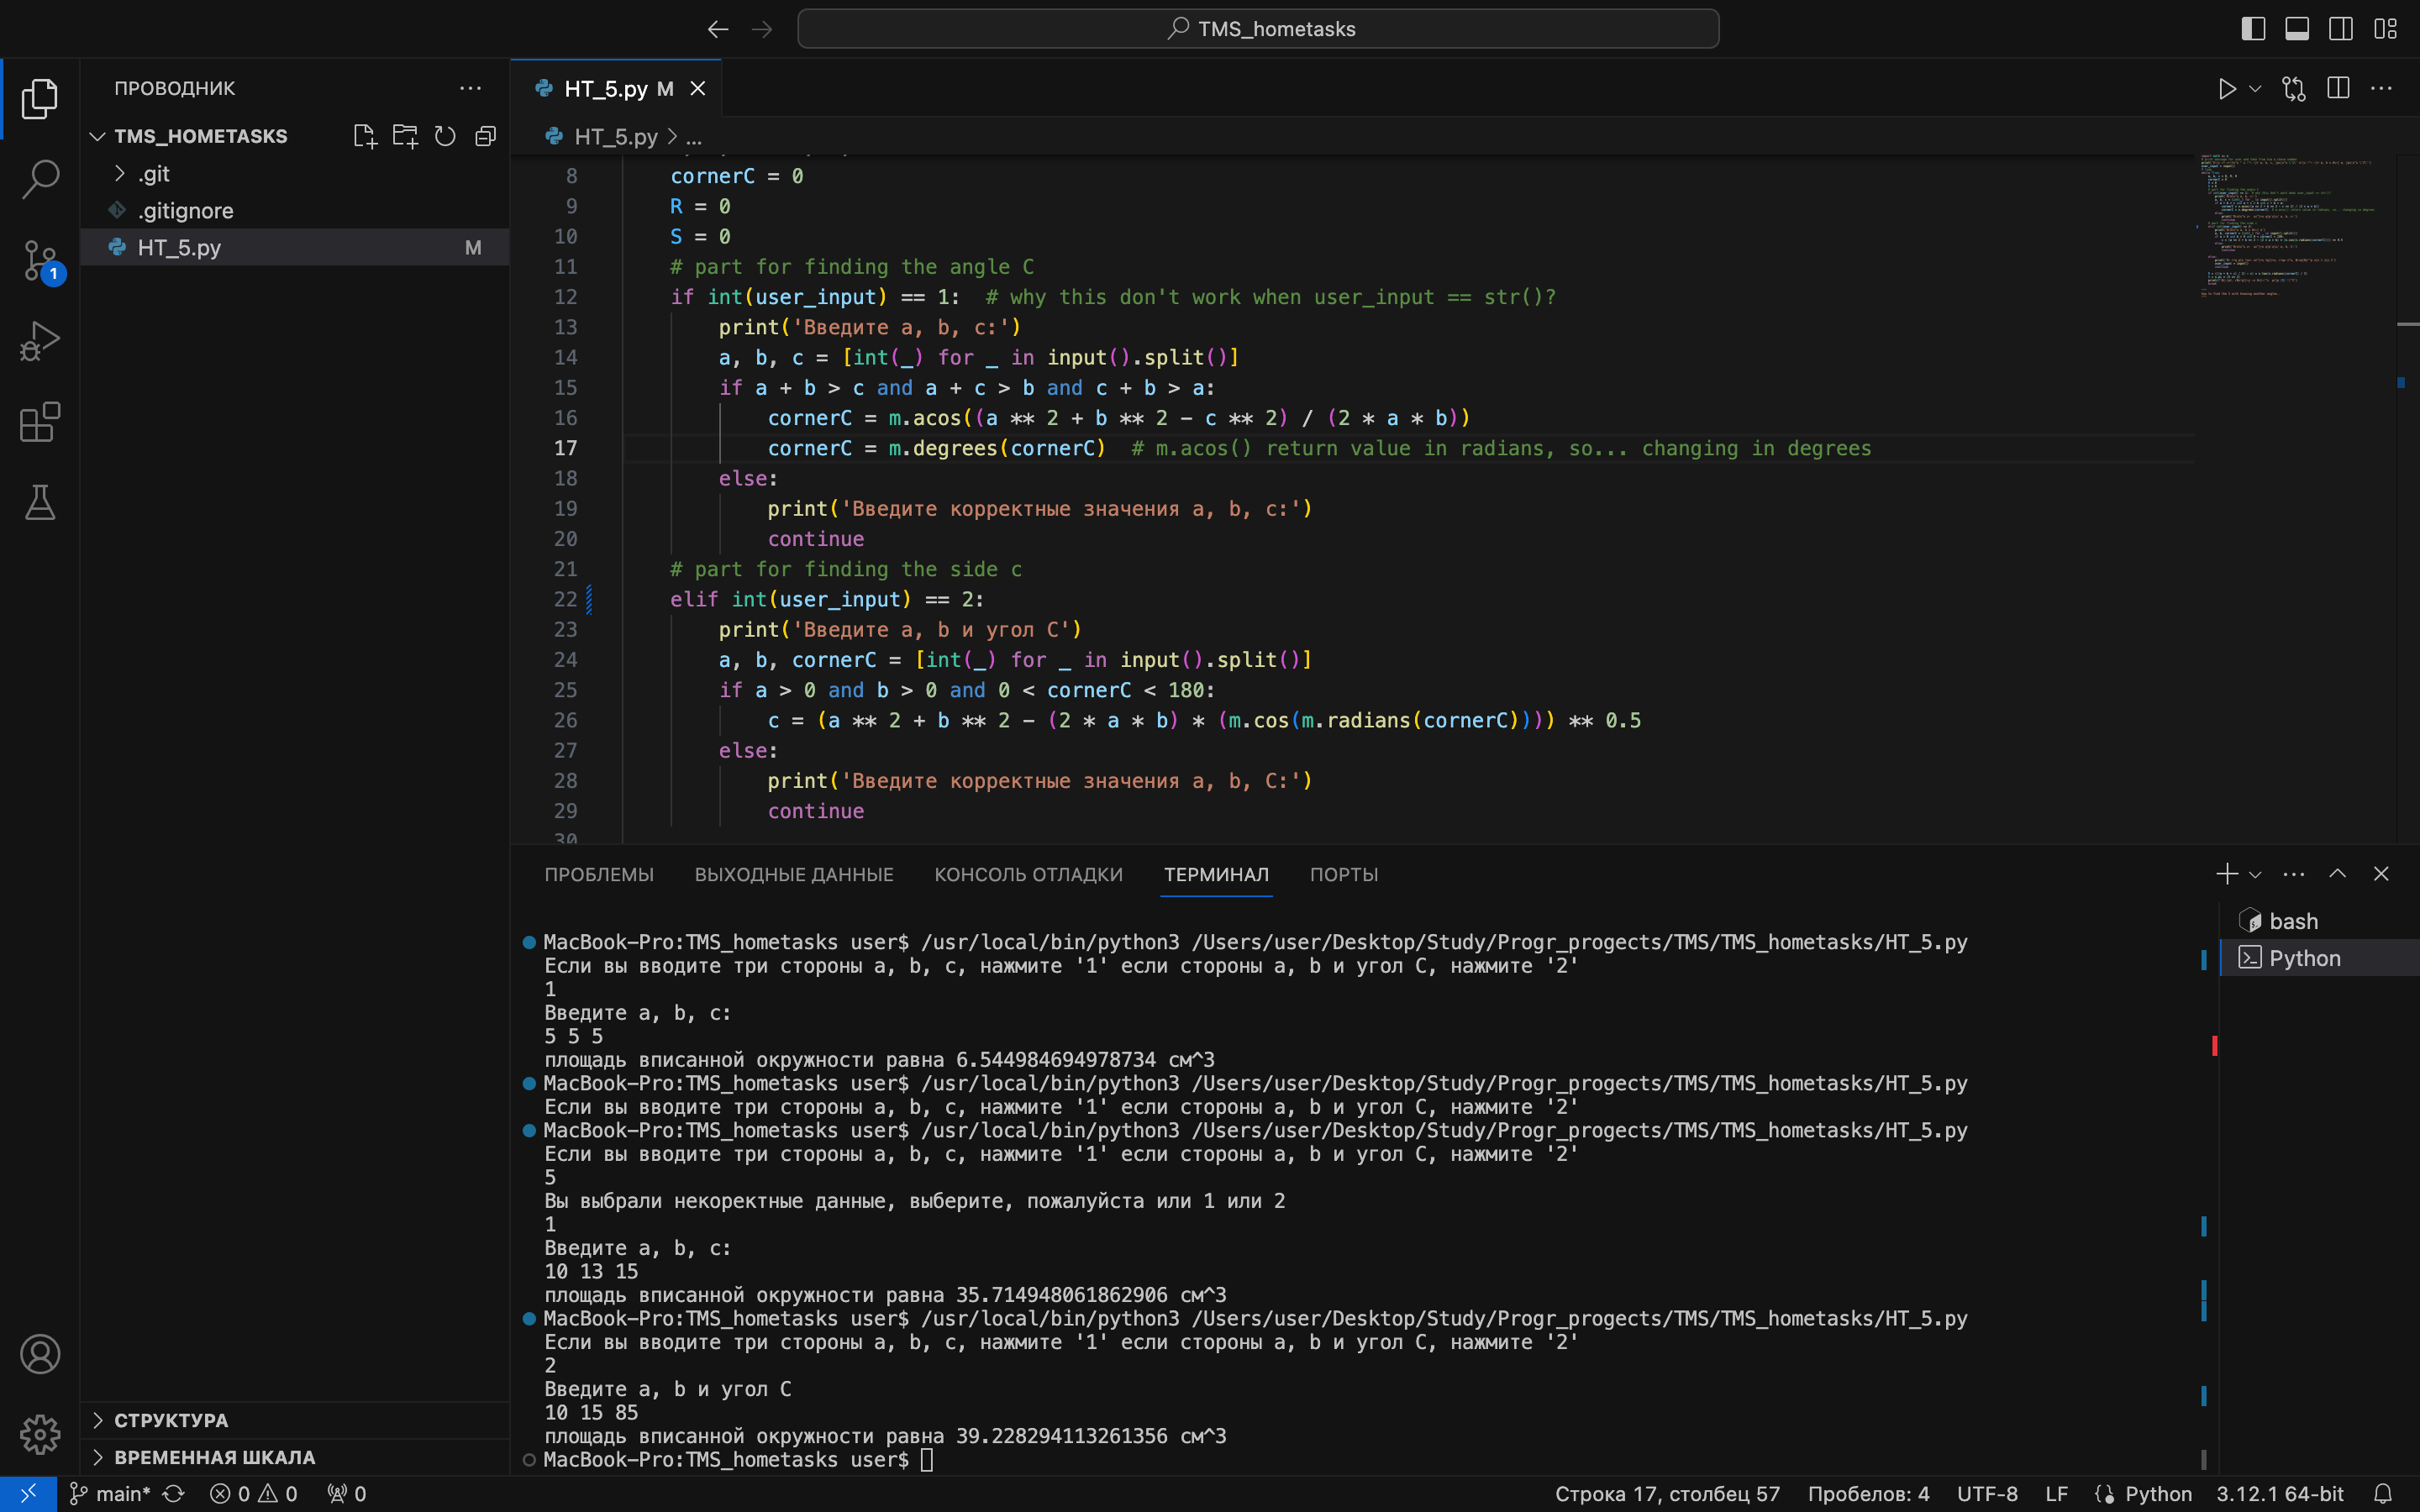 TMS_hometasks
ПРОВОДНИК
TMS_HOMETASKS
.git
.gitignore
HT_5.py M
1
HT_5.py M
HT_5.py > ...
8 cornerC = 0
9 R = 0
10 S = 0
11 # part for finding the angle C
12 if int(user_input) == 1:  # why this don't work when user_input == str()?
13 print('Введите a, b, c:')
14 a, b, c = [int(_) for _ in input().split()]
15 if a + b > c and a + c > b and c + b > a:
16 cornerC = m.acos((a ** 2 + b ** 2 - c ** 2) / (2 * a * b))
17 cornerC = m.degrees(cornerC)  # m.acos() return value in radians, so... changing in degrees
18 else:
19 print('Введите корректные значения a, b, c:')
20 continue
21 # part for finding the side c
22 elif int(user_input) == 2:
23 print('Введите a, b и угол C')
24 a, b, cornerC = [int(_) for _ in input().split()]
25 if a > 0 and b > 0 and 0 < cornerC < 180:
26 c = (a ** 2 + b ** 2 - (2 * a * b) * (m.cos(m.radians(cornerC)))) ** 0.5
27 else:
28 print('Введите корректные значения a, b, C:')
29 continue
30
ПРОБЛЕМЫ ВЫХОДНЫЕ ДАННЫЕ КОНСОЛЬ ОТЛАДКИ ТЕРМИНАЛ ПОРТЫ
bash
Python
MacBook-Pro:TMS_hometasks user$ /usr/local/bin/python3 /Users/user/Desktop/Study/Progr_progects/TMS/TMS_hometasks/HT_5.py
Если вы вводите три стороны a, b, c, нажмите '1' если стороны a, b и угол C, нажмите '2'
1
Введите a, b, c:
5 5 5
площадь вписанной окружности равна 6.544984694978734 см^3
MacBook-Pro:TMS_hometasks user$ /usr/local/bin/python3 /Users/user/Desktop/Study/Progr_progects/TMS/TMS_hometasks/HT_5.py
Если вы вводите три стороны a, b, c, нажмите '1' если стороны a, b и угол C, нажмите '2'
MacBook-Pro:TMS_hometasks user$ /usr/local/bin/python3 /Users/user/Desktop/Study/Progr_progects/TMS/TMS_hometasks/HT_5.py
Если вы вводите три стороны a, b, c, нажмите '1' если стороны a, b и угол C, нажмите '2'
5
Вы выбрали некоректные данные, выберите, пожалуйста или 1 или 2
1
Введите a, b, c:
10 13 15
площадь вписанной окружности равна 35.714948061862906 см^3
MacBook-Pro:TMS_hometasks user$ /usr/local/bin/python3 /Users/user/Desktop/Study/Progr_progects/TMS/TMS_hometasks/HT_5.py
Если вы вводите три стороны a, b, c, нажмите '1' если стороны a, b и угол C, нажмите '2'
2
Введите a, b и угол C
10 15 85
площадь вписанной окружности равна 39.228294113261356 см^3
MacBook-Pro:TMS_hometasks user$
СТРУКТУРА
ВРЕМЕННАЯ ШКАЛА
main* 0 0 0 Строка 17, столбец 57 Пробелов: 4 UTF-8 LF Python 3.12.1 64-bit